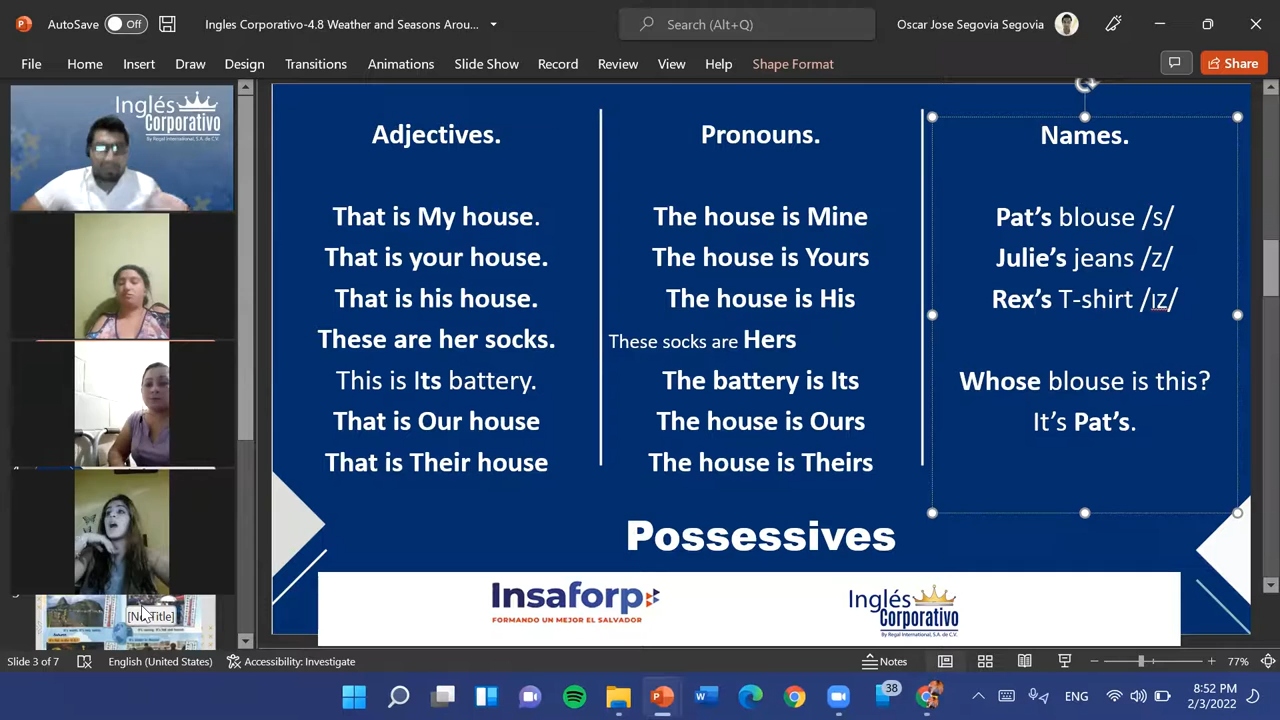 AutoSave Off Ingles Corporativo-4.8 Weather and Seasons Arou... Search (Alt+Q) Oscar Jose Segovia Segovia
File Home Insert Draw Design Transitions Animations Slide Show Record Review View Help Shape Format Share
Inglés
Corporativo
By Regal International, S.A. de C.V.
Adjectives.
That is My house.
That is your house.
That is his house.
These are her socks.
This is Its battery.
That is Our house
That is Their house
Pronouns.
The house is Mine
The house is Yours
The house is His
These socks are Hers
The battery is Its
The house is Ours
The house is Theirs
Names.
Pat's blouse /s/
Julie's jeans /z/
Rex's T-shirt /ɪz/
Whose blouse is this?
It's Pat's.
Possessives
Insaforp
FORMANDO UN MEJOR EL SALVADOR
Inglés
Corporativo
By Regal International, S.A. de C.V.
[No Title]
Slide 3 of 7 English (United States) Accessibility: Investigate Notes 77%
38 ENG 8:52 PM
2/3/2022